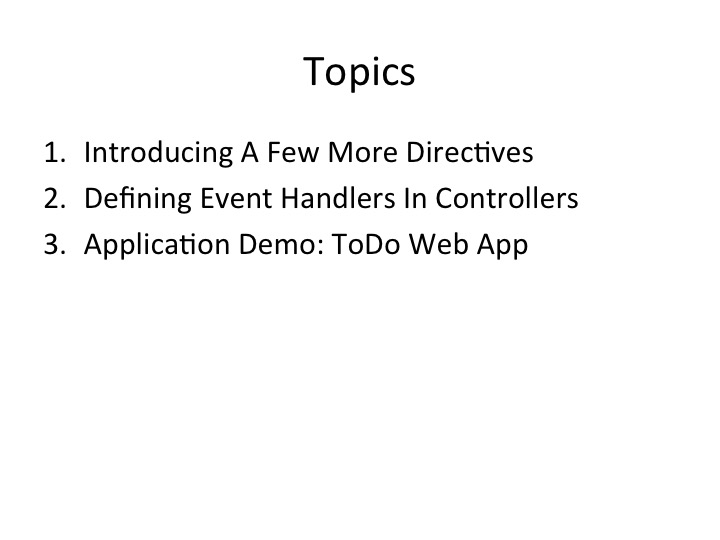 Topics
1. Introducing A Few More Directives
2. Defining Event Handlers In Controllers
3. Application Demo: ToDo Web App